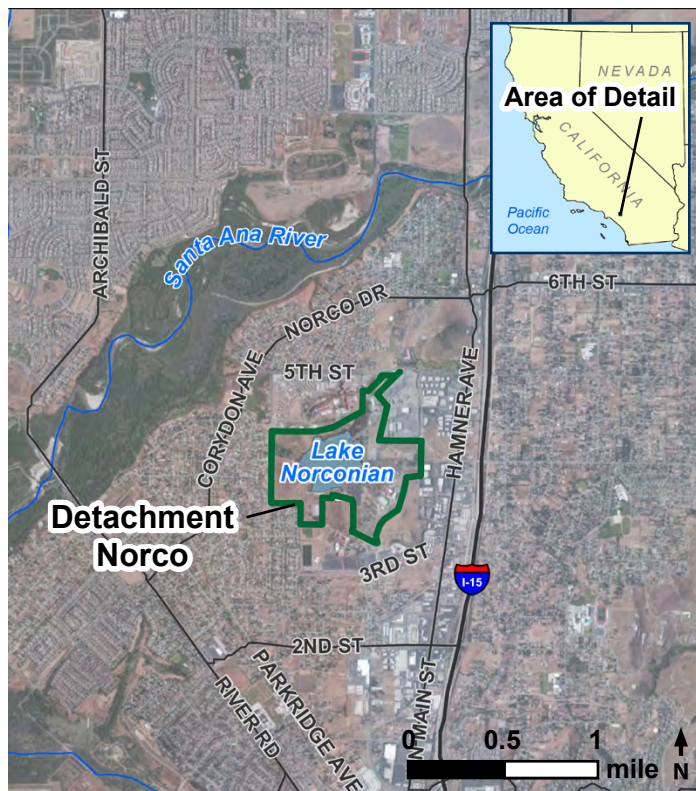 NEVADA
Area of Detail
CALIFORNIA
Pacific
Ocean
ARCHIBALD ST
Santa Ana River
6TH ST
NORCO DR
5TH ST
CORYDON AVE
HAMNER AVE
Lake
Norconian
Detachment
Norco
3RD ST
I-15
2ND ST
PARKRIDGE AVE
RIVER RD
N MAIN ST
0 0.5 1
mile
N